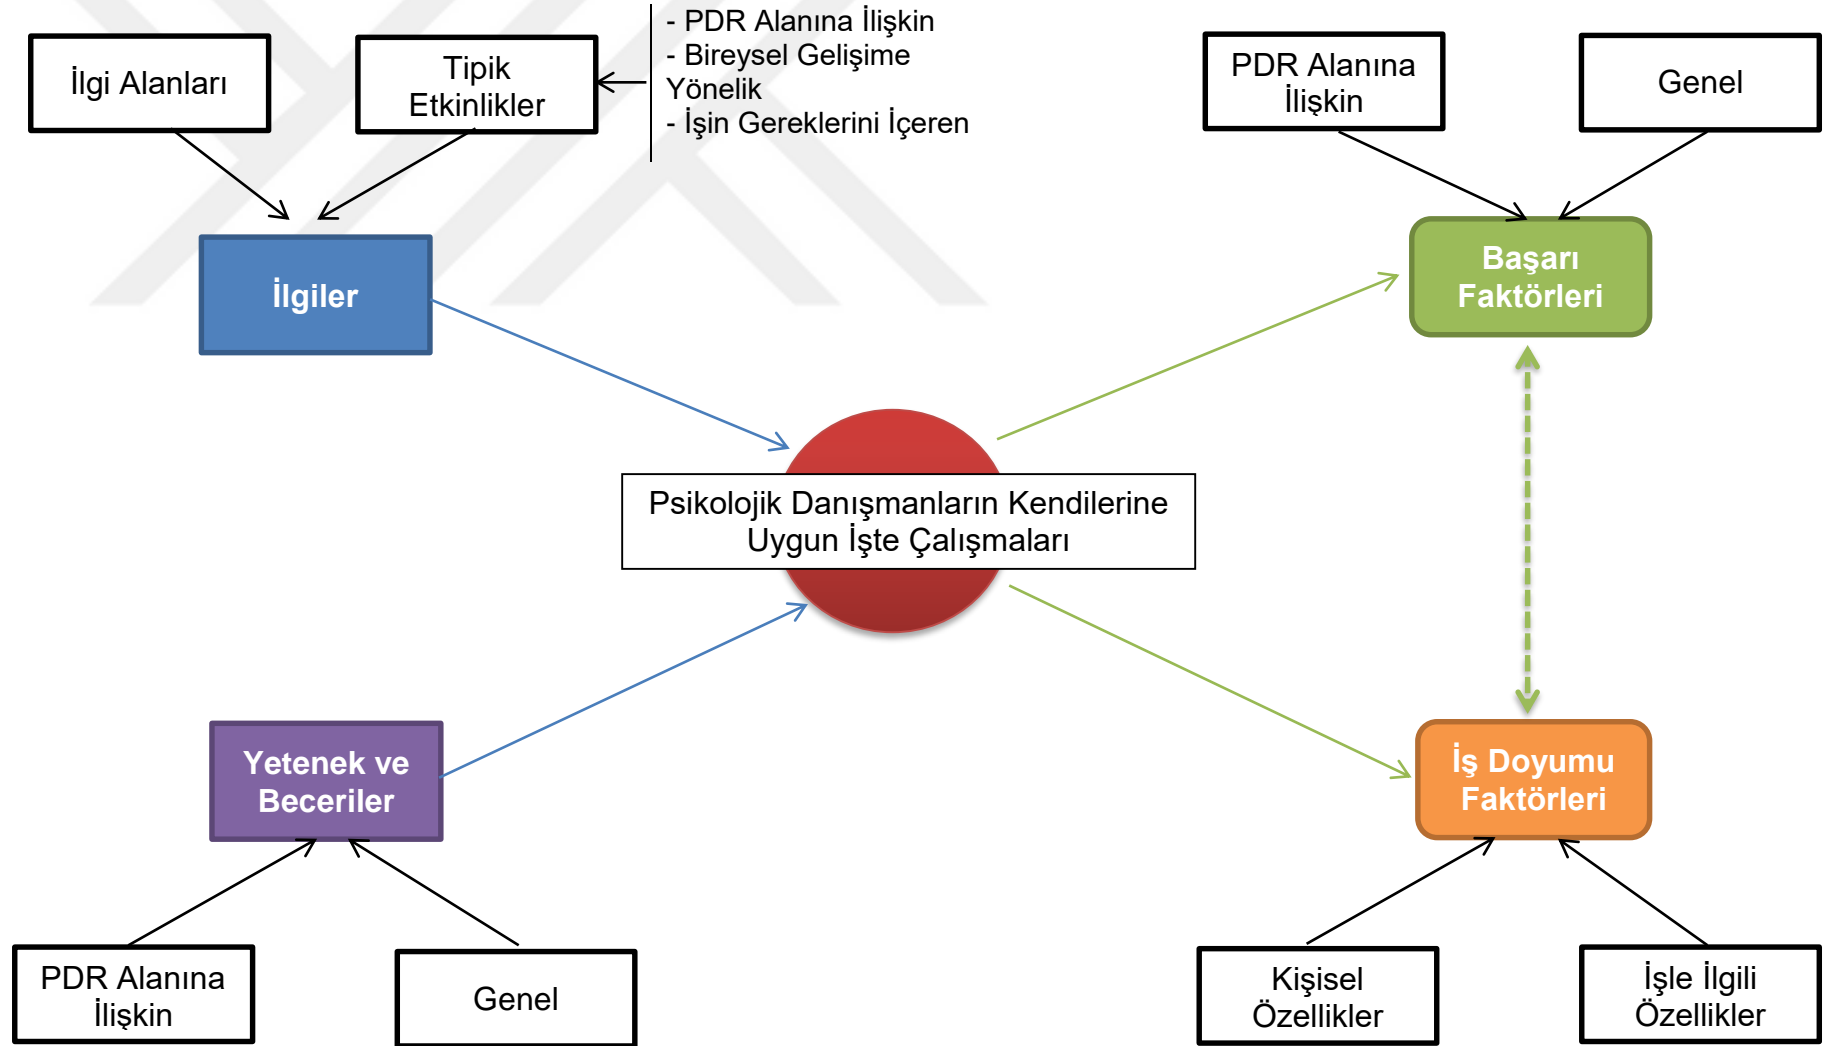 İlgi Alanları
Tipik
Etkinlikler
- PDR Alanına İlişkin
- Bireysel Gelişime
Yönelik
- İşin Gereklerini İçeren
PDR Alanına
İlişkin
Genel
İlgiler
Başarı
Faktörleri
Psikolojik Danışmanların Kendilerine
Uygun İşte Çalışmaları
Yetenek ve
Beceriler
İş Doyumu
Faktörleri
PDR Alanına
İlişkin
Genel
Kişisel
Özellikler
İşle İlgili
Özellikler